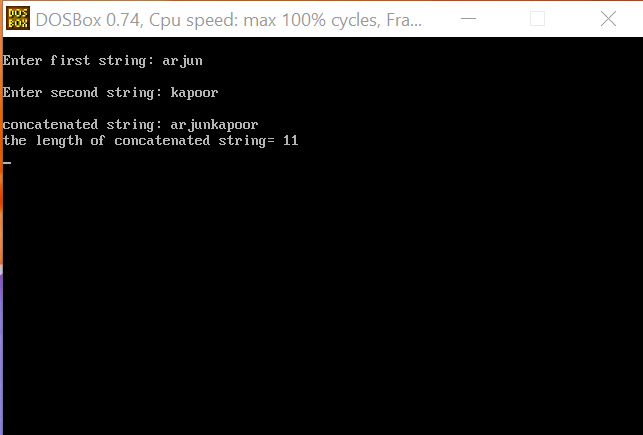 DOS
BOX
DOSBox 0.74, Cpu speed: max 100% cycles, Fra...
Enter first string: arjun
Enter second string: kapoor
concatenated string: arjunkapoor
the length of concatenated string= 11